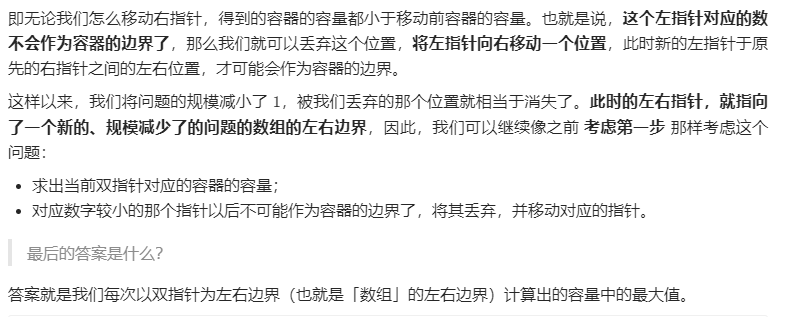 即无论我们怎么移动右指针，得到的容器的容量都小于移动前容器的容量。也就是说，这个左指针对应的数
不会作为容器的边界了，那么我们就可以丢弃这个位置，将左指针向右移动一个位置，此时新的左指针于原
先的右指针之间的左右位置，才可能会作为容器的边界。
这样以来，我们将问题的规模减小了 1，被我们丢弃的那个位置就相当于消失了。此时的左右指针，就指向
了一个新的、规模减少了的问题的数组的左右边界，因此，我们可以继续像之前 考虑第一步 那样考虑这个
问题：
• 求出当前双指针对应的容器的容量；
• 对应数字较小的那个指针以后不可能作为容器的边界了，将其丢弃，并移动对应的指针。
最后的答案是什么？
答案就是我们每次以双指针为左右边界（也就是「数组」的左右边界）计算出的容量中的最大值。